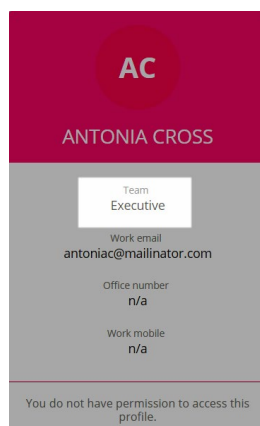 AC
ANTONIA CROSS
Team
Executive
Work email
antoniac@mailinator.com
Office number
n/a
Work mobile
n/a
You do not have permission to access this
profile.